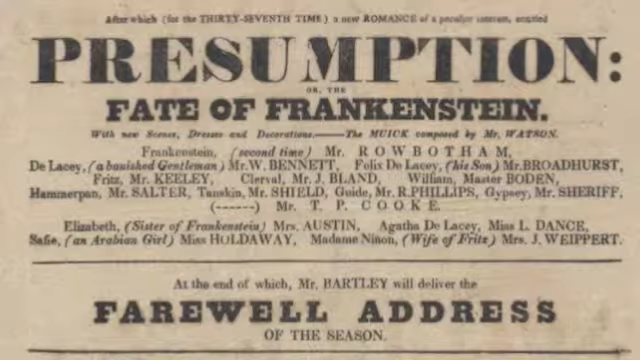 After which (for the THIRTY-SEVENTH TIME) a new ROMANCE of a peculiar interest, entitled
PRESUMPTION:
OR, THE
FATE OF FRANKENSTEIN.
With new Scenes, Dresses and Decorations.——The MUICK composed by Mr. WATSON.
Frankenstein, (second time) Mr. ROWBOTHAM,
De Lacey, (a banished Gentleman) Mr. W. BENNETT, Felix De Lacey, (his Son) Mr. BROADHURST,
Fritz, Mr. KEELEY, Clerval, Mr. J. BLAND, William, Master BODEN,
Hammerpan, Mr. SALTER, Tanskin, Mr. SHIELD, Guide, Mr. R. PHILLIPS, Gypsey, Mr. SHERIFF,
(------) Mr. T. P. COOKE.
Elizabeth, (Sister of Frankenstein) Mrs. AUSTIN, Agatha De Lacey, Miss L. DANCE,
Safie, (an Arabian Girl) Miss HOLDAWAY, Madame Ninon, (Wife of Fritz) Mrs. J. WEIPPERT.
At the end of which, Mr. BARTLEY will deliver the
FAREWELL ADDRESS
OF THE SEASON.